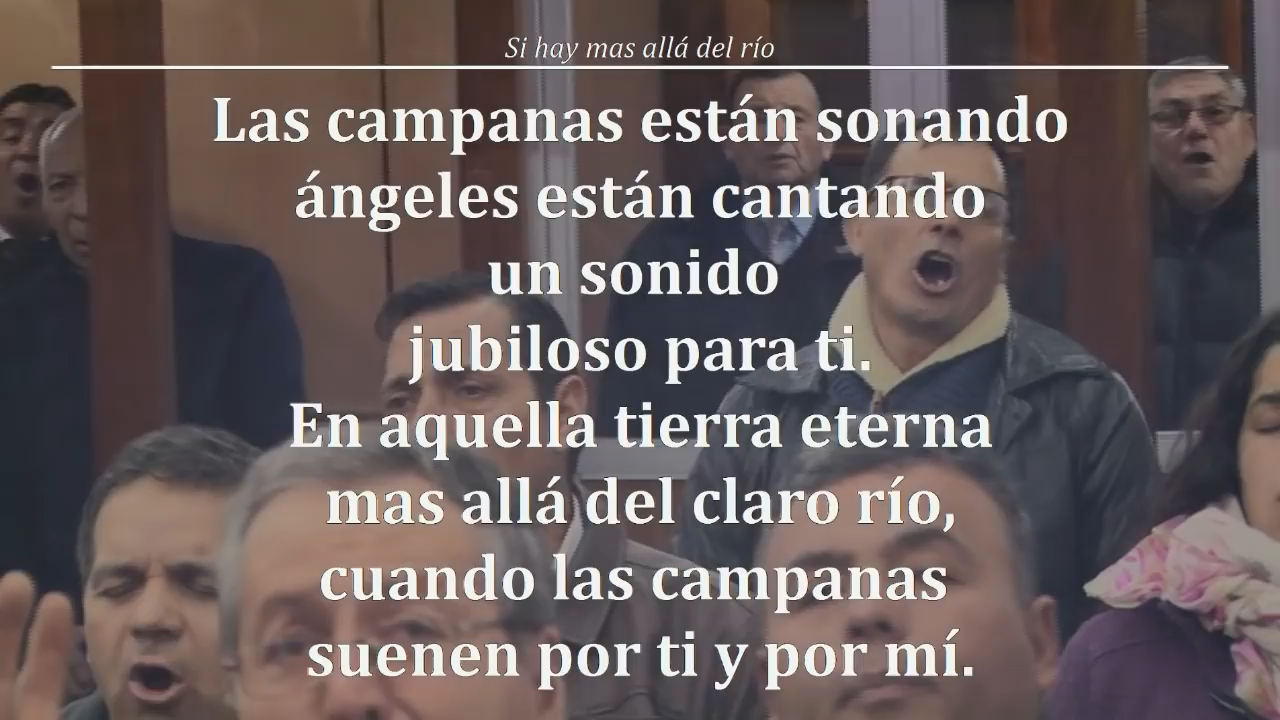 Si hay mas allá del río
Las campanas están sonando
ángeles están cantando
un sonido
jubiloso para ti.
En aquella tierra eterna
mas allá del claro río,
cuando las campanas
suenen por ti y por mí.